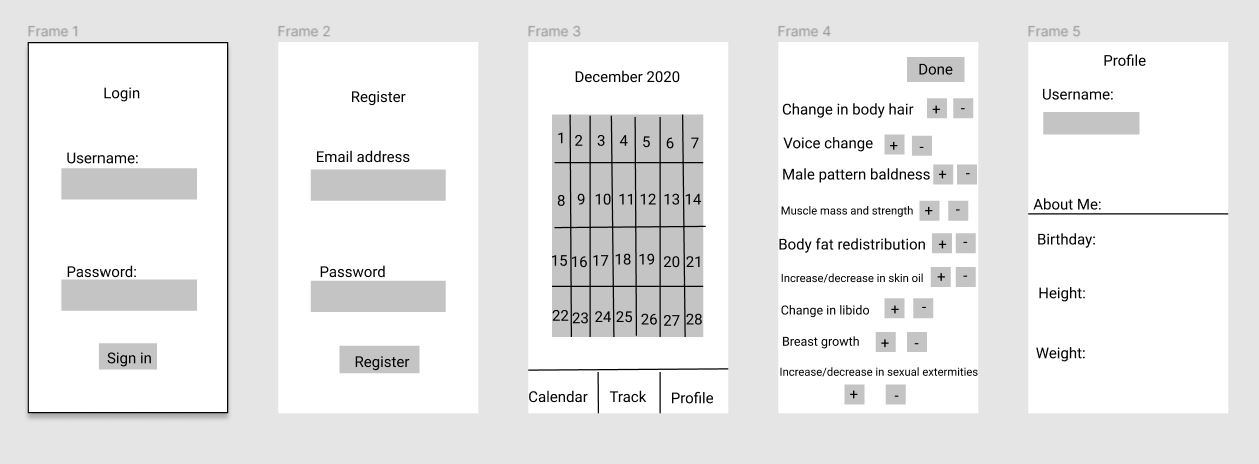 Frame 1
Login
Username:
Password:
Sign in
Frame 2
Register
Email address
Password
Register
Frame 3
December 2020
1 2 3 4 5 6 7
8 9 10 11 12 13 14
15 16 17 18 19 20 21
22 23 24 25 26 27 28
Calendar Track Profile
Frame 4
Done
Change in body hair + -
Voice change + -
Male pattern baldness + -
Muscle mass and strength + -
Body fat redistribution + -
Increase/decrease in skin oil + -
Change in libido + -
Breast growth + -
Increase/decrease in sexual extermities
+ -
Frame 5
Profile
Username:
About Me:
Birthday:
Height:
Weight: